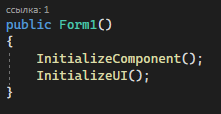 ссылка: 1
public Form1()
{
InitializeComponent();
InitializeUI();
}